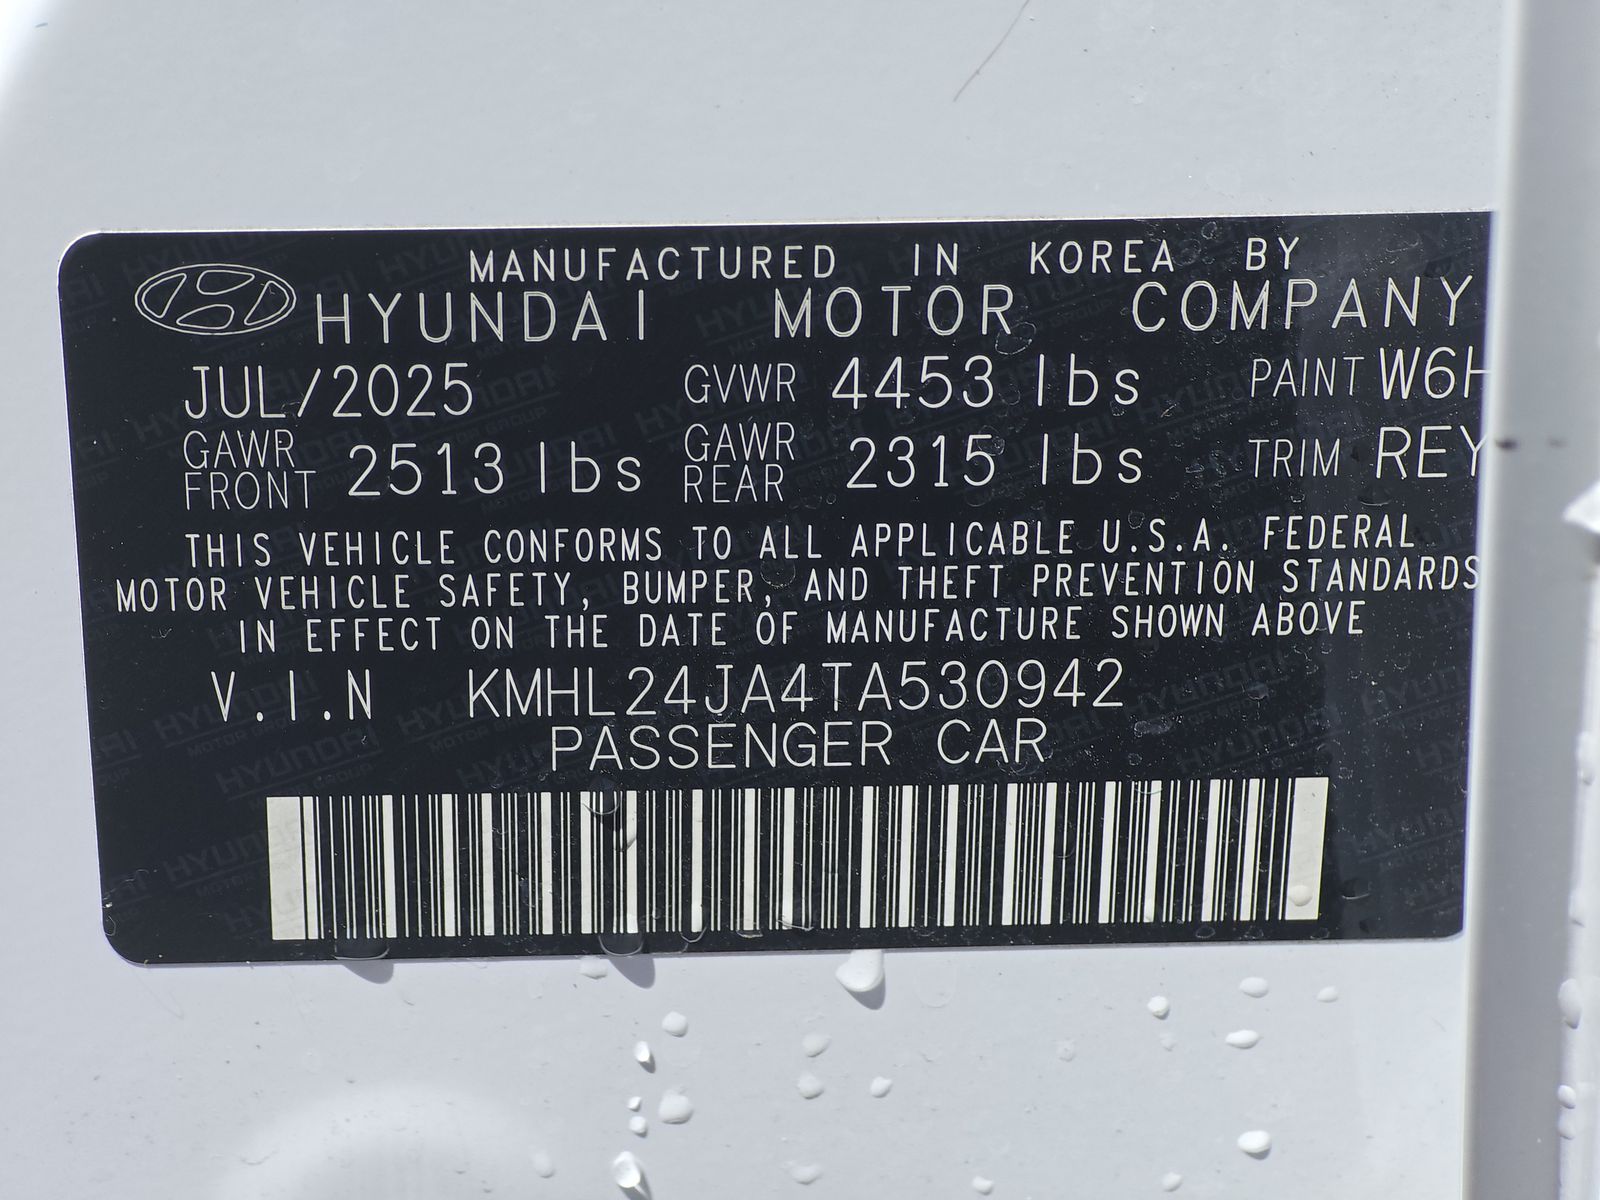 MANUFACTURED IN KOREA BY
HYUNDAI MOTOR COMPANY
JUL/2025 GVWR 4453 lbs PAINT W6H
GAWR FRONT 2513 lbs GAWR REAR 2315 lbs TRIM REY
THIS VEHICLE CONFORMS TO ALL APPLICABLE U.S.A. FEDERAL
MOTOR VEHICLE SAFETY, BUMPER, AND THEFT PREVENTION STANDARDS
IN EFFECT ON THE DATE OF MANUFACTURE SHOWN ABOVE
V.I.N KMHL24JA4TA530942
PASSENGER CAR